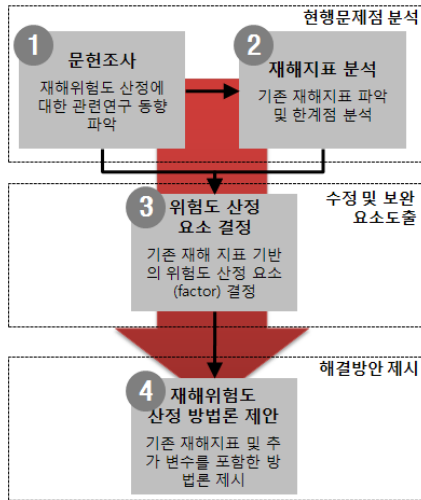 현행문제점 분석
1
문헌조사
재해위험도 산정에
대한 관련연구 동향
파악
2
재해지표 분석
기존 재해지표 파악
및 한계점 분석
수정 및 보완
요소도출
3
위험도 산정
요소 결정
기존 재해 지표 기반
의 위험도 산정 요소
(factor) 결정
해결방안 제시
4
재해위험도
산정 방법론 제안
기존 재해지표 및 추
가 변수를 포함한 방
법론 제시